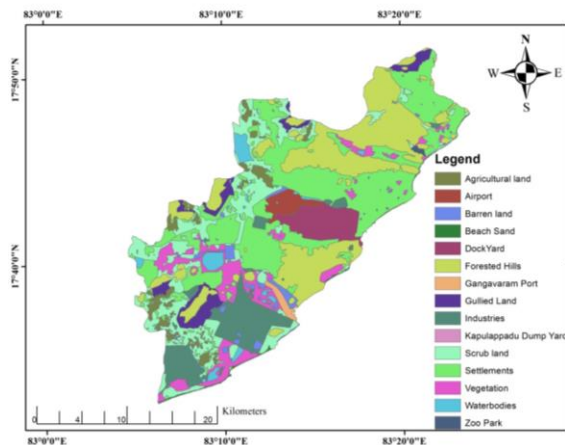 83°0'0"E 83°10'0"E 83°20'0"E
17°50'0"N
N
W E
S
Legend
Agricultural land
Airport
Barren land
Beach Sand
DockYard
Forested Hills
Gangavaram Port
Gullied Land
Industries
Kapulappadu Dump Yard
Scrub land
Settlements
Vegetation
Waterbodies
Zoo Park
17°40'0"N
Kilometers
0 4 10 20
83°0'0"E 83°10'0"E 83°20'0"E